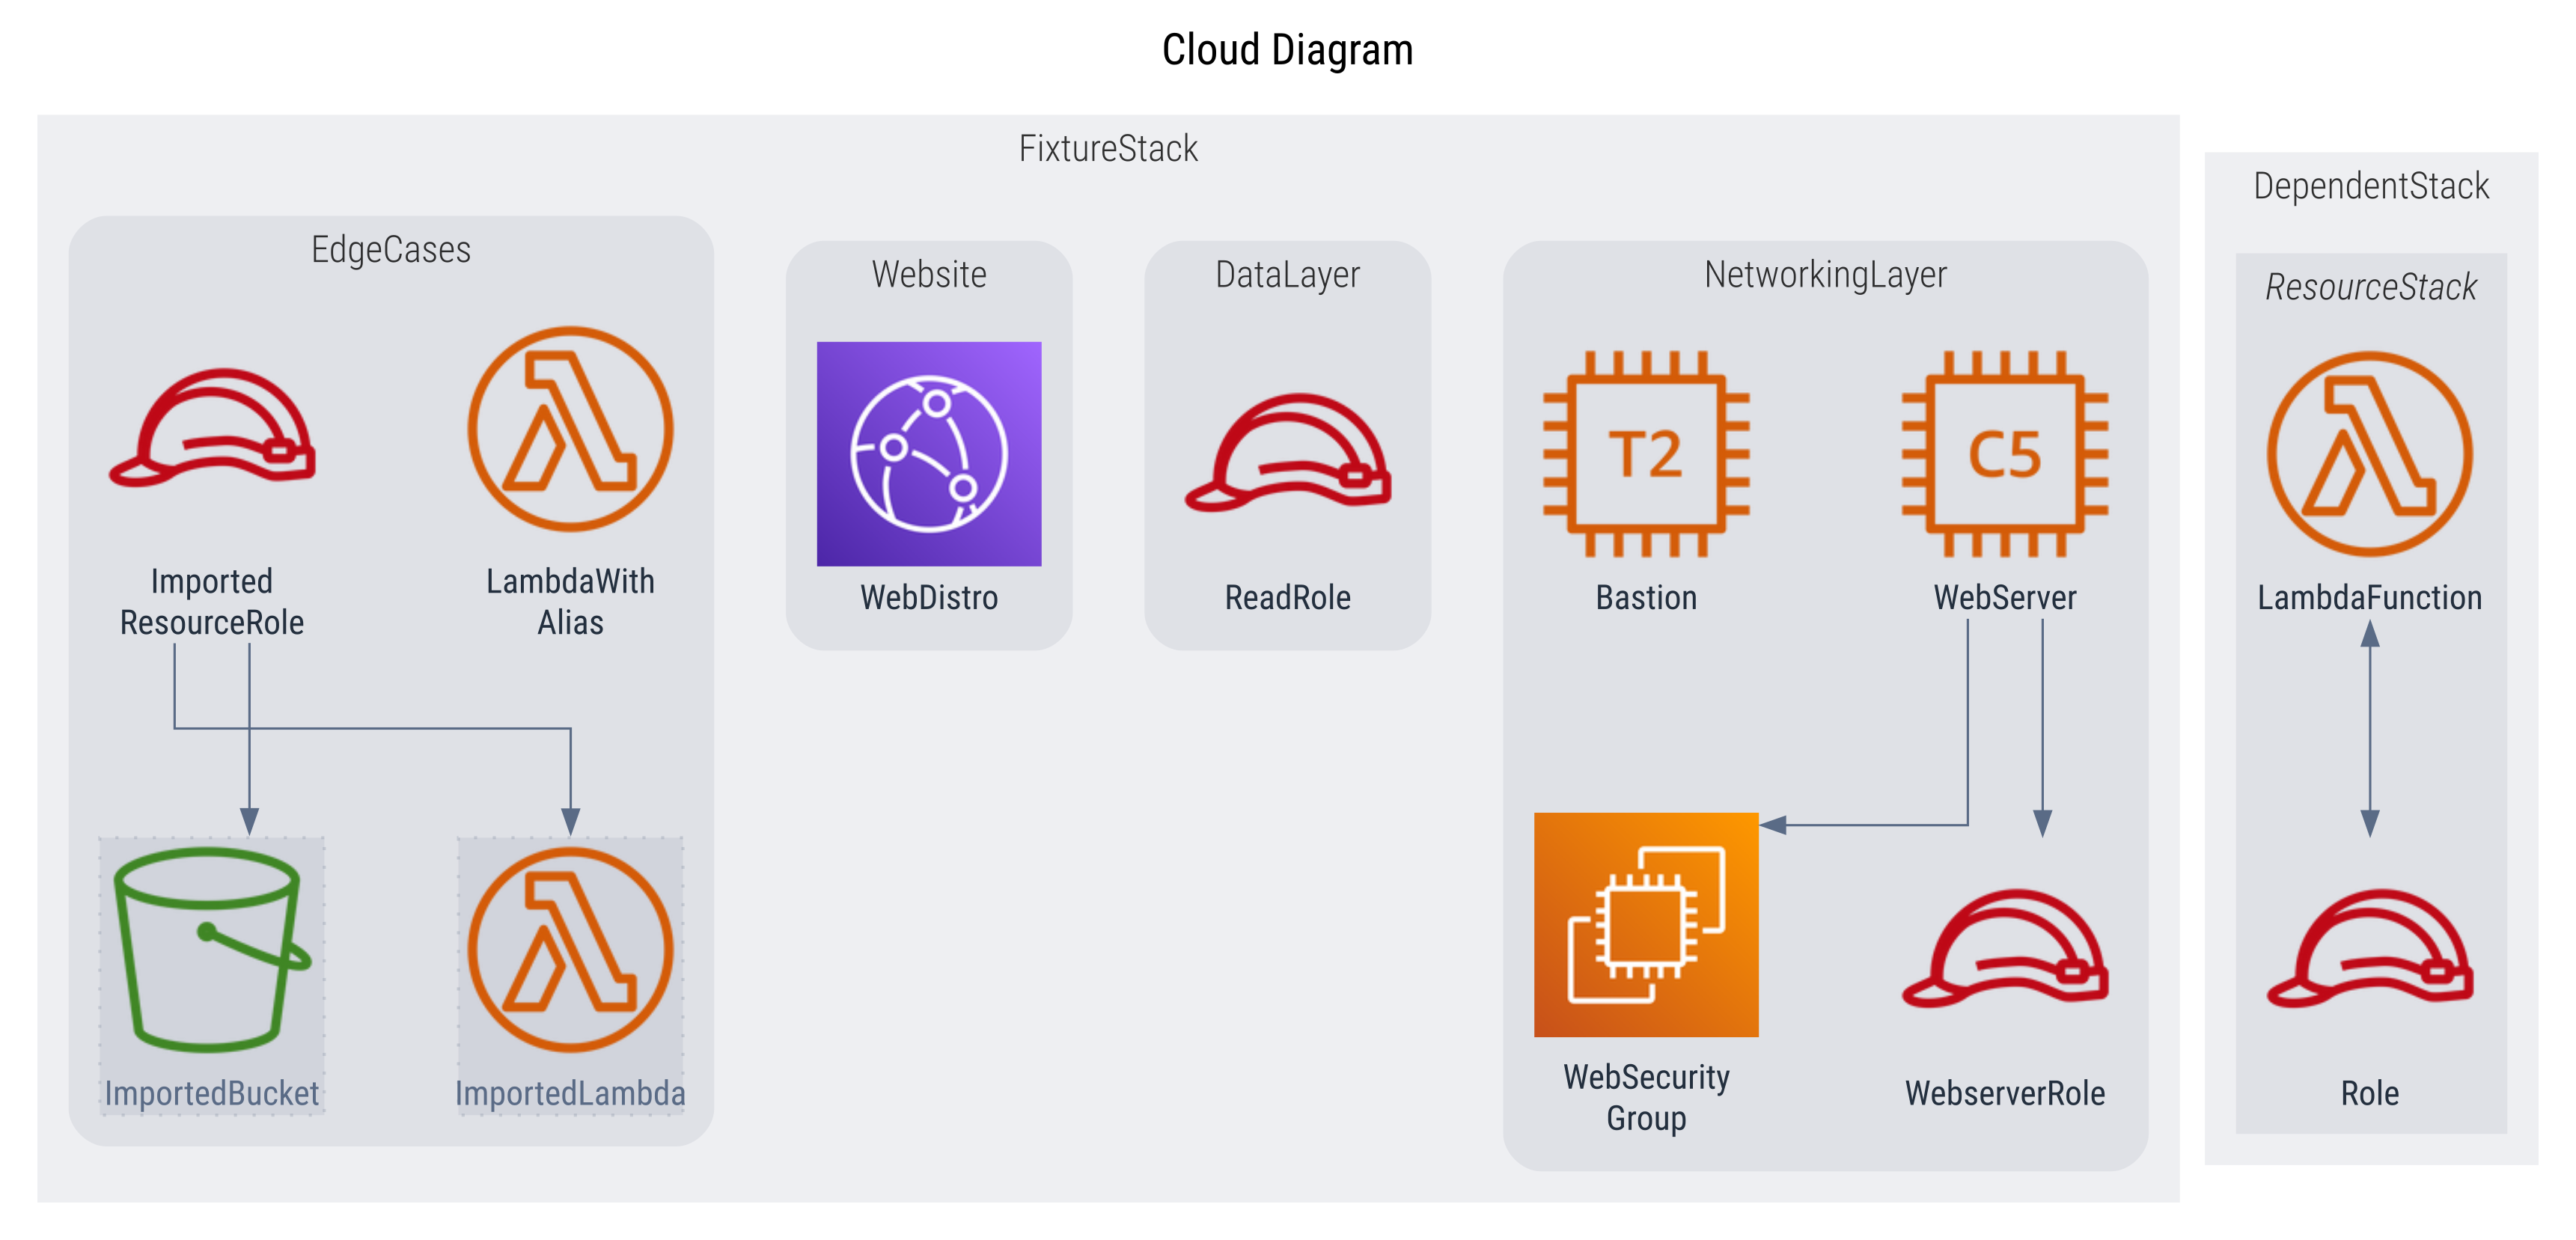 Cloud Diagram
FixtureStack
EdgeCases
Imported
ResourceRole
LambdaWith
Alias
ImportedBucket
ImportedLambda
Website
WebDistro
DataLayer
ReadRole
NetworkingLayer
T2
Bastion
C5
WebServer
WebSecurity
Group
WebserverRole
DependentStack
ResourceStack
LambdaFunction
Role